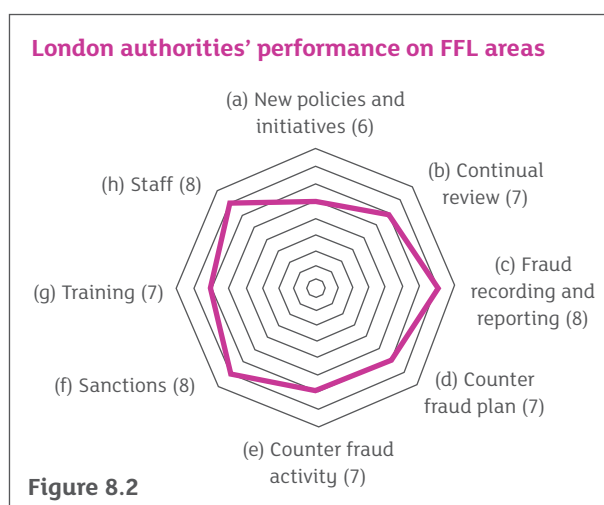 London authorities’ performance on FFL areas
(a) New policies and
initiatives (6)
(b) Continual
review (7)
(c) Fraud
recording and
reporting (8)
(d) Counter
fraud plan (7)
(e) Counter fraud
activity (7)
(f) Sanctions (8)
(g) Training (7)
(h) Staff (8)
Figure 8.2